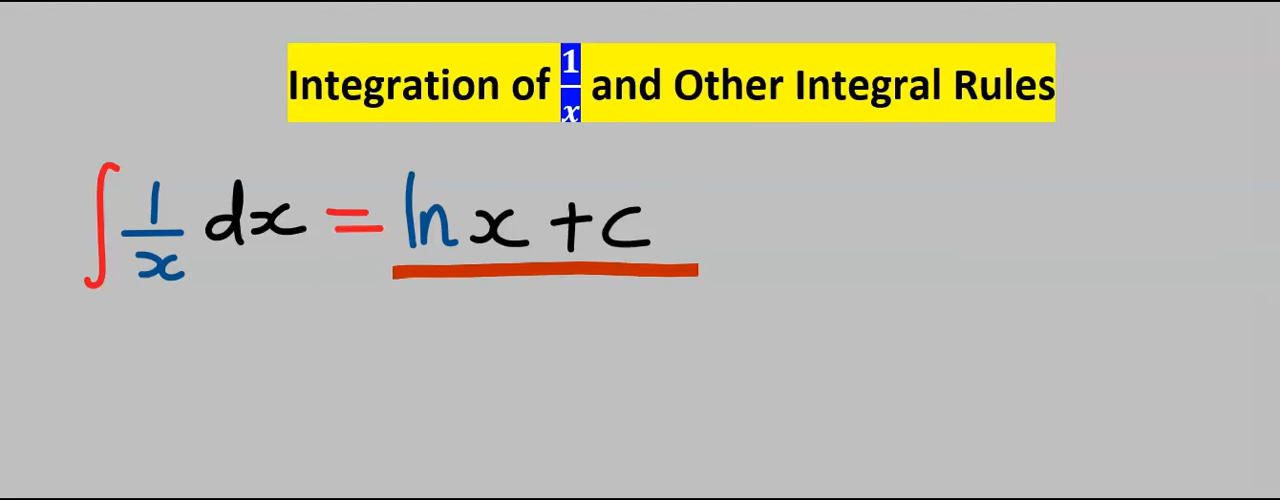 Integration of 1/x and Other Integral Rules
∫ 1/x dx = ln x + c